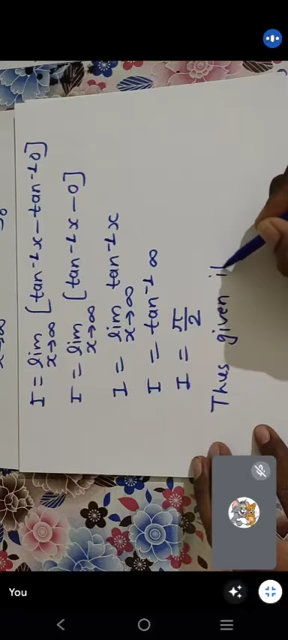 I = lim x→∞ [tan⁻¹x - tan⁻¹0]
I = lim x→∞ [tan⁻¹x - 0]
I = lim x→∞ tan⁻¹x
I = tan⁻¹ ∞
I = π/2
Thus given i
You